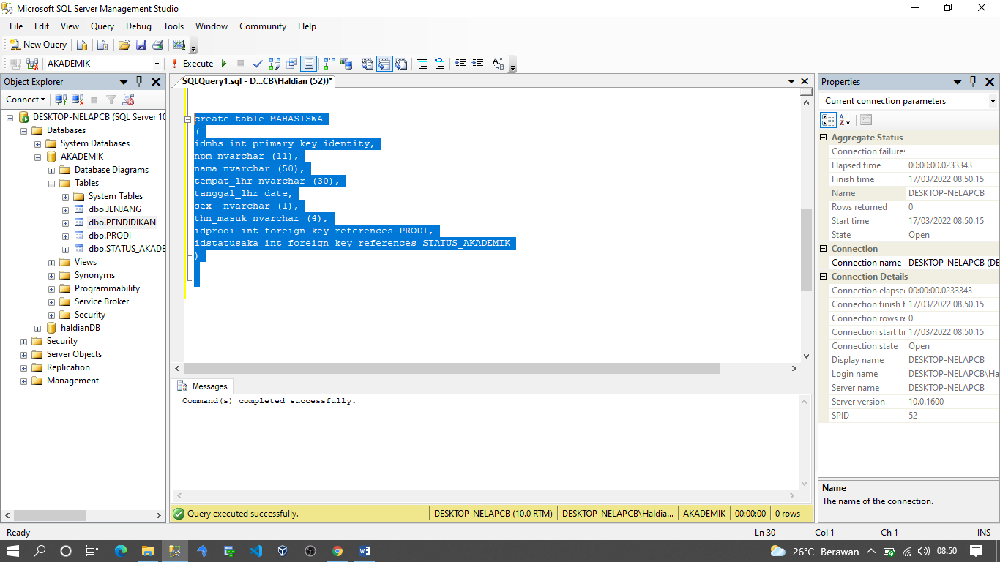 Microsoft SQL Server Management Studio
File Edit View Query Debug Tools Window Community Help
New Query
AKADEMIK
Execute
Object Explorer
Connect
DESKTOP-NELAPCB (SQL Server 10
Databases
System Databases
AKADEMIK
Database Diagrams
Tables
System Tables
dbo.JENJANG
dbo.PENDIDIKAN
dbo.PRODI
dbo.STATUS_AKADE
Views
Synonyms
Programmability
Service Broker
Security
haldianDB
Security
Server Objects
Replication
Management
SQLQuery1.sql - D...CB\Haldian (52))*
create table MAHASISWA
(
idmhs int primary key identity,
npm nvarchar (11),
nama nvarchar (50),
tempat_lhr nvarchar (30),
tanggal_lhr date,
sex  nvarchar (1),
thn_masuk nvarchar (4),
idprodi int foreign key references PRODI,
idstatusaka int foreign key references STATUS_AKADEMIK
)
Messages
Command(s) completed successfully.
Query executed successfully. DESKTOP-NELAPCB (10.0 RTM) DESKTOP-NELAPCB\Haldia... AKADEMIK 00:00:00 0 rows
Properties
Current connection parameters
Aggregate Status
Connection failures
Elapsed time 00:00:00.0233343
Finish time 17/03/2022 08.50.15
Name DESKTOP-NELAPCB
Rows returned 0
Start time 17/03/2022 08.50.15
State Open
Connection
Connection name DESKTOP-NELAPCB (DE
Connection Details
Connection elapse 00:00:00.0233343
Connection finish t 17/03/2022 08.50.15
Connection rows re 0
Connection start ti 17/03/2022 08.50.15
Connection state Open
Display name DESKTOP-NELAPCB
Login name DESKTOP-NELAPCB\Ha
Server name DESKTOP-NELAPCB
Server version 10.0.1600
SPID 52
Name
The name of the connection.
Ready Ln 30 Col 1 Ch 1 INS
26°C Berawan 08.50